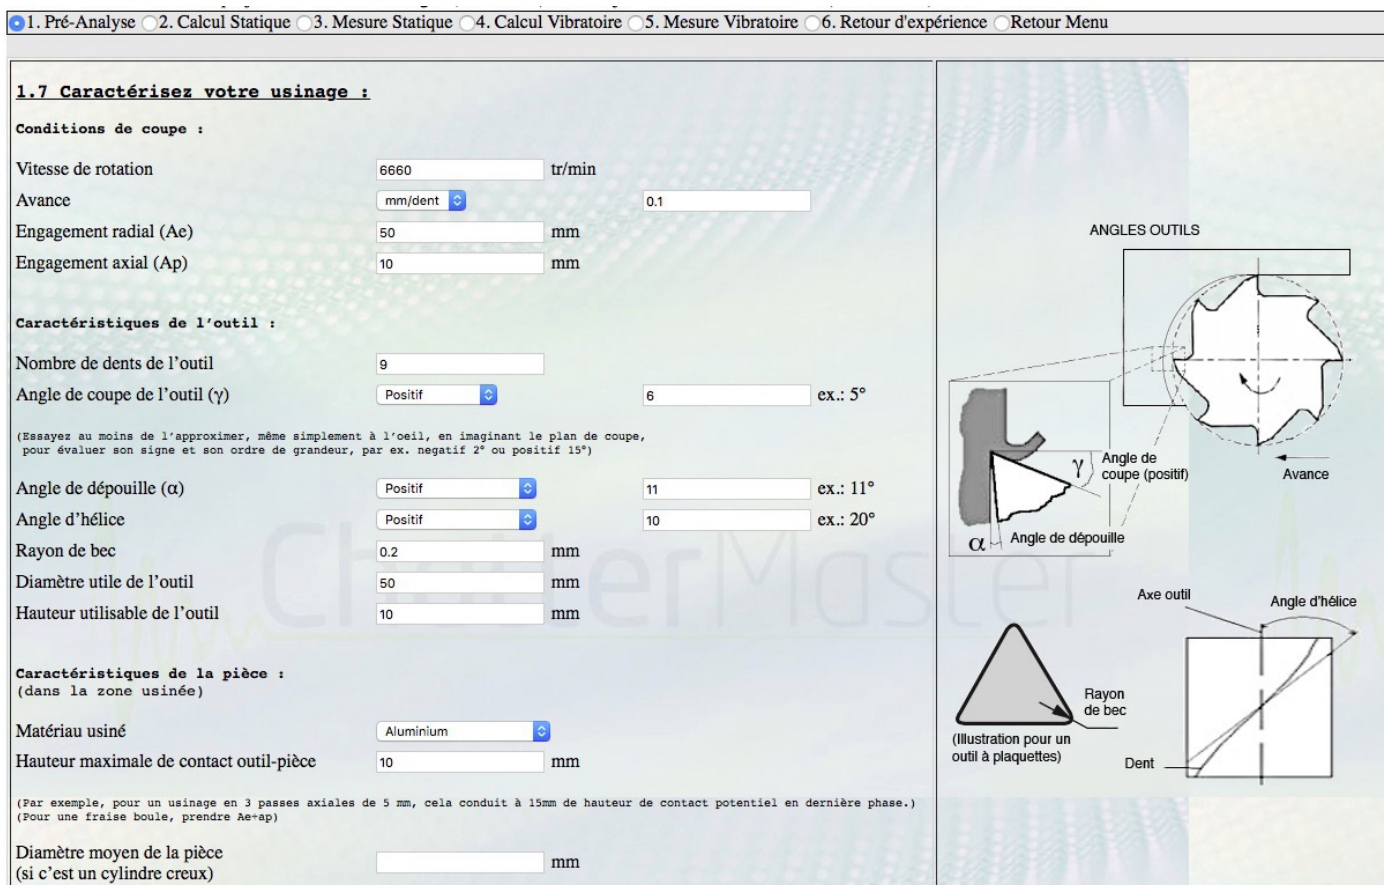 1. Pré-Analyse 2. Calcul Statique 3. Mesure Statique 4. Calcul Vibratoire 5. Mesure Vibratoire 6. Retour d'expérience Retour Menu
1.7 Caractérisez votre usinage :
Conditions de coupe :
Vitesse de rotation 6660 tr/min
Avance mm/dent 0.1
Engagement radial (Ae) 50 mm
Engagement axial (Ap) 10 mm
Caractéristiques de l'outil :
Nombre de dents de l'outil 9
Angle de coupe de l'outil (γ) Positif 6 ex.: 5°
(Essayez au moins de l'approximer, même simplement à l'oeil, en imaginant le plan de coupe,
pour évaluer son signe et son ordre de grandeur, par ex. negatif 2° ou positif 15°)
Angle de dépouille (α) Positif 11 ex.: 11°
Angle d'hélice Positif 10 ex.: 20°
Rayon de bec 0.2 mm
Diamètre utile de l'outil 50 mm
Hauteur utilisable de l'outil 10 mm
ChatterMaster
Caractéristiques de la pièce :
(dans la zone usinée)
Matériau usiné Aluminium
Hauteur maximale de contact outil-pièce 10 mm
(Par exemple, pour un usinage en 3 passes axiales de 5 mm, cela conduit à 15mm de hauteur de contact potentiel en dernière phase.)
(Pour une fraise boule, prendre Ae÷ap)
Diamètre moyen de la pièce
(si c'est un cylindre creux) mm
ANGLES OUTILS
γ
Angle de
coupe (positif)
Avance
α
Angle de dépouille
Axe outil
Angle d'hélice
Rayon
de bec
(Illustration pour un
outil à plaquettes)
Dent